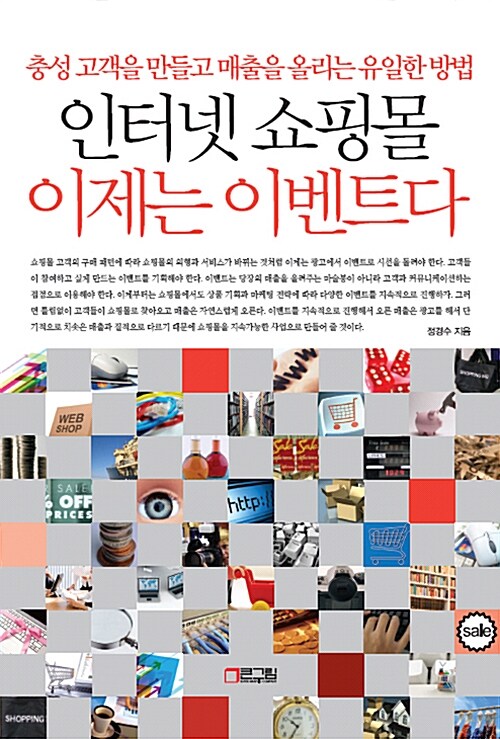 충성 고객을 만들고 매출을 올리는 유일한 방법
인터넷 쇼핑몰
이제는 이벤트다
쇼핑몰 고객의 구매 패턴에 따라 쇼핑몰의 외형과 서비스가 바뀌는 것처럼 이제는 광고에서 이벤트로 시선을 돌려야 한다. 고객들
이 참여하고 싶게 만드는 이벤트를 기획해야 한다. 이벤트는 당장의 매출을 올려주는 마술봉이 아니라 고객과 커뮤니케이션하는
접점으로 이용해야 한다. 이제부터는 쇼핑몰에서도 상품 기획과 마케팅 전략에 따라 다양한 이벤트를 지속적으로 진행하자. 그러
면 틀림없이 고객들이 쇼핑몰로 찾아오고 매출은 자연스럽게 오른다. 이벤트를 지속적으로 진행해서 오른 매출은 광고를 해서 단
기적으로 치솟은 매출과 질적으로 다르기 때문에 쇼핑몰을 지속가능한 사업으로 만들어 줄 것이다.
정경수 지음
SHOPPING
WEB
SHOP
Sale
Sale
SALE
% OFF
PRICES
http:/
sale
큰그림
SHOPPING